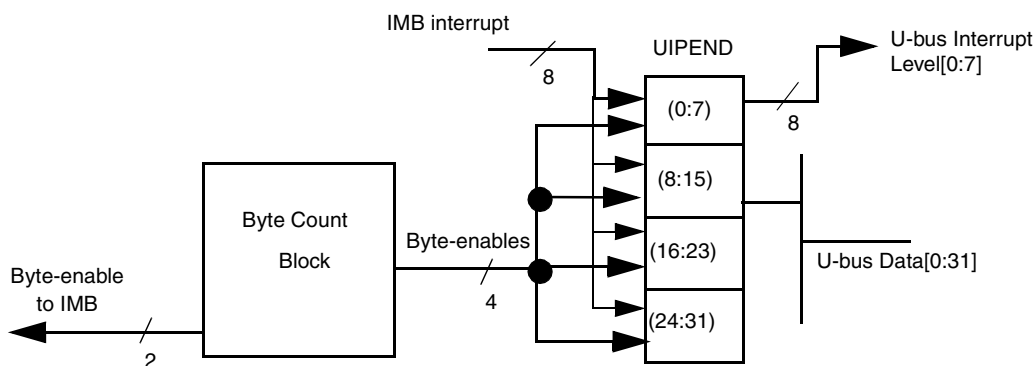 IMB interrupt
8
UIPEND
U-bus Interrupt
Level[0:7]
8
(0:7)
(8:15)
(16:23)
(24:31)
Byte Count
Block
Byte-enables
4
U-bus Data[0:31]
Byte-enable
to IMB
2